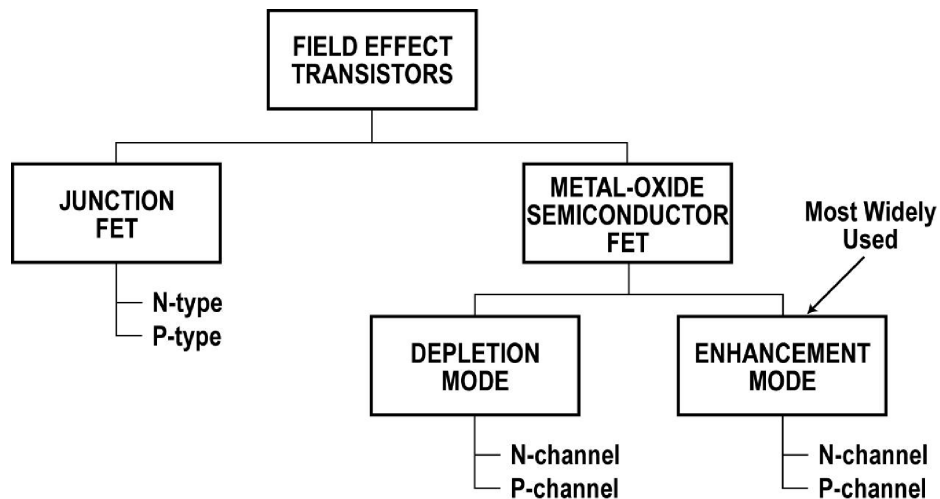 FIELD EFFECT
TRANSISTORS
JUNCTION
FET
METAL-OXIDE
SEMICONDUCTOR
FET
Most Widely
Used
N-type
P-type
DEPLETION
MODE
ENHANCEMENT
MODE
N-channel
P-channel
N-channel
P-channel